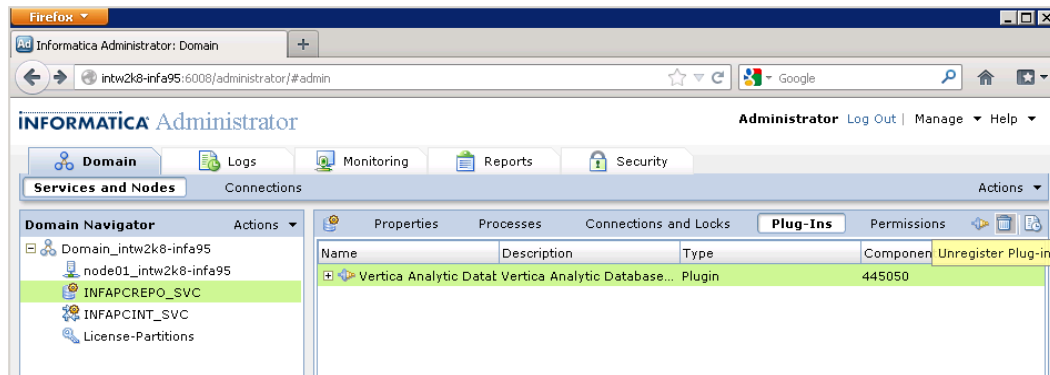 Firefox
Informatica Administrator: Domain
intw2k8-infa95:6008/administrator/#admin
Google
INFORMATICA Administrator
Administrator Log Out | Manage Help
Domain Logs Monitoring Reports Security
Services and Nodes Connections Actions
Domain Navigator Actions
Properties Processes Connections and Locks Plug-Ins Permissions
Domain_intw2k8-infa95
node01_intw2k8-infa95
INFAPCREPO_SVC
INFAPCINT_SVC
License-Partitions
Name Description Type Componen
Unregister Plug-in
Vertica Analytic Datab Vertica Analytic Database... Plugin 445050